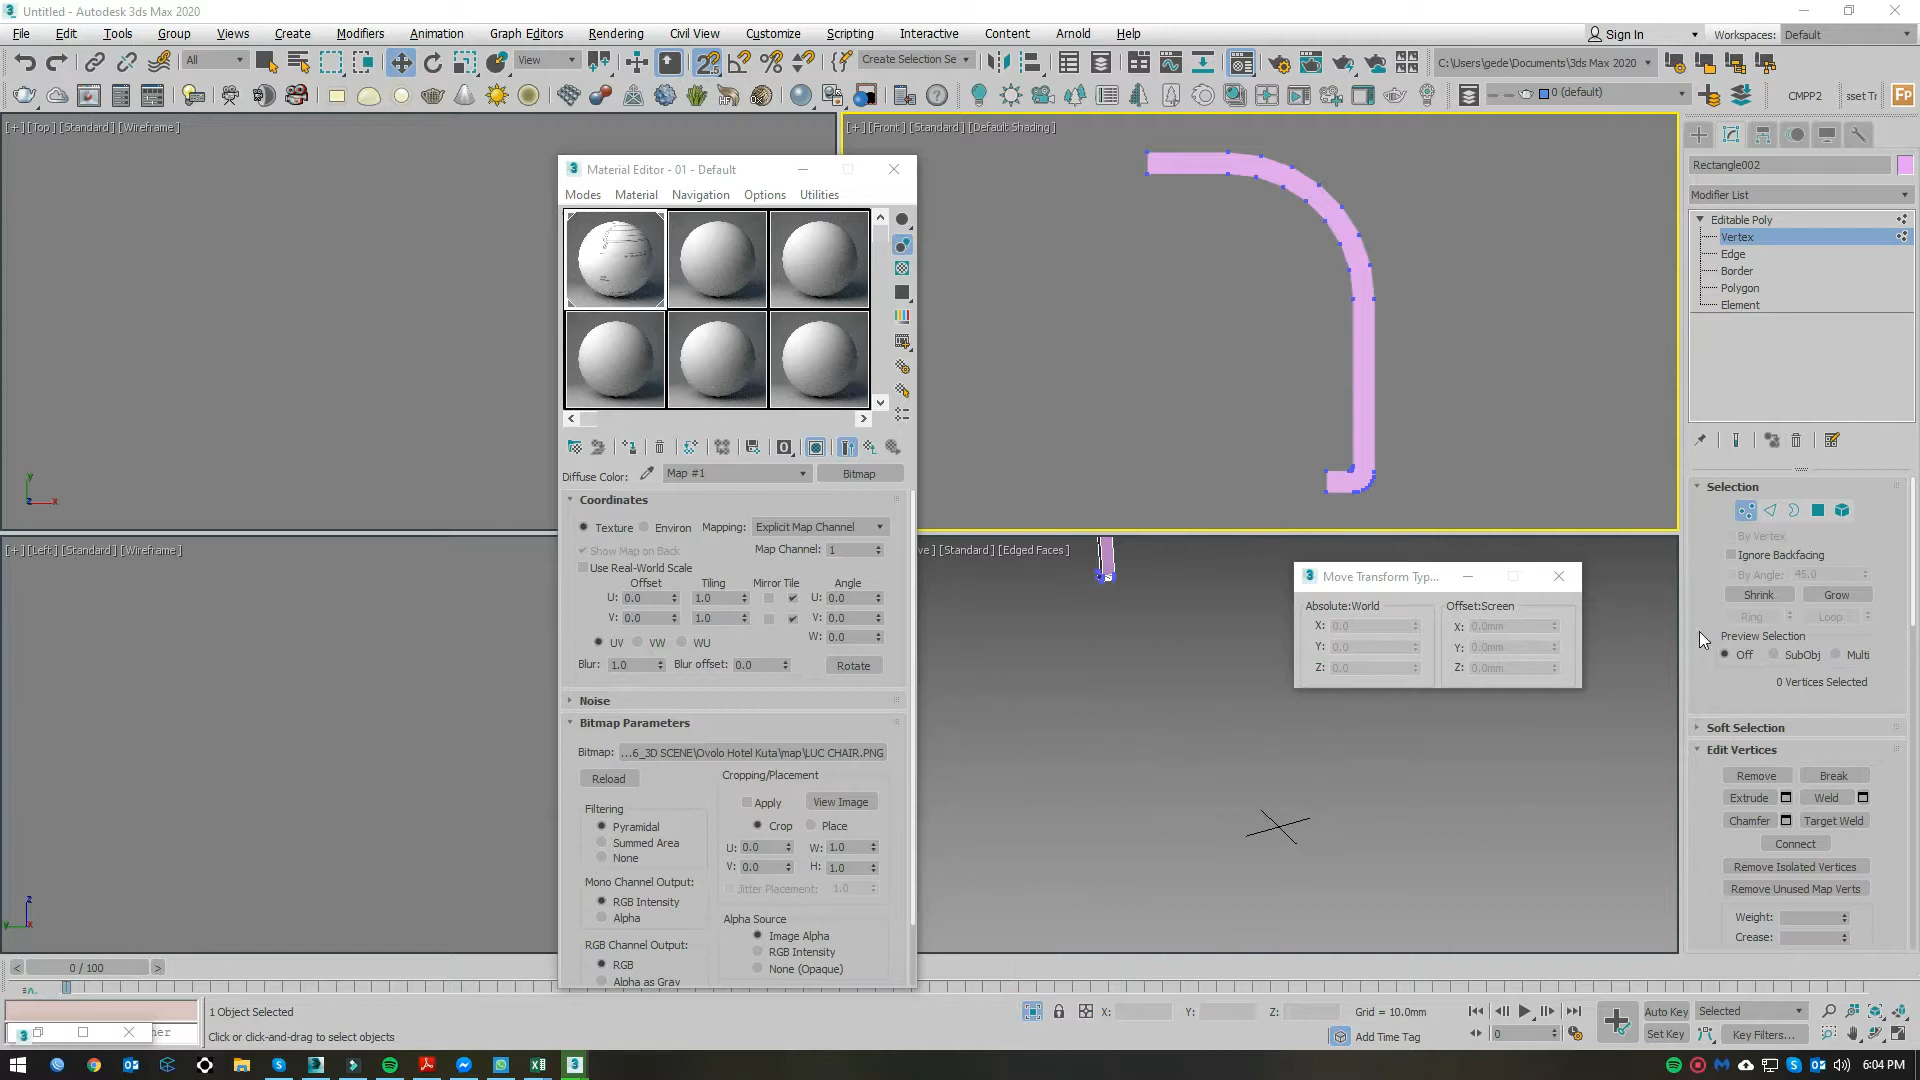 Untitled - Autodesk 3ds Max 2020
File Edit Tools Group Views Create Modifiers Animation Graph Editors Rendering Civil View Customize Scripting Interactive Content Arnold Help Sign In Workspaces: Default
All View Create Selection Se C:\Users\gede\Documents\3ds Max 2020
0 (default) CMPP2 sset Tr Fp
[+] [Top] [Standard] [Wireframe]
[+] [Front] [Standard] [Default Shading]
Material Editor - 01 - Default
Modes Material Navigation Options Utilities
Diffuse Color: Map #1 Bitmap
Coordinates
Texture Environ Mapping: Explicit Map Channel
Show Map on Back Map Channel: 1
Use Real-World Scale
Offset Tiling Mirror Tile Angle
U: 0.0 1.0 U: 0.0
V: 0.0 1.0 V: 0.0
UV VW WU W: 0.0
Blur: 1.0 Blur offset: 0.0 Rotate
Noise
Bitmap Parameters
Bitmap: ...6_3D SCENE\Ovolo Hotel Kuta\map\LUC CHAIR.PNG
Reload
Cropping/Placement
Apply View Image
Crop Place
U: 0.0 W: 1.0
V: 0.0 H: 1.0
Jitter Placement: 1.0
Filtering
Pyramidal
Summed Area
None
Mono Channel Output:
RGB Intensity
Alpha
RGB Channel Output:
RGB
Alpha as Gray
Alpha Source
Image Alpha
RGB Intensity
None (Opaque)
[+] [Left] [Standard] [Wireframe]
ve] [Standard] [Edged Faces]
Move Transform Typ...
Absolute:World Offset:Screen
X: 0.0 X: 0.0mm
Y: 0.0 Y: 0.0mm
Z: 0.0 Z: 0.0mm
Rectangle002
Modifier List
Editable Poly
Vertex
Edge
Border
Polygon
Element
Selection
By Vertex
Ignore Backfacing
By Angle: 45.0
Shrink Grow
Ring Loop
Preview Selection
Off SubObj Multi
0 Vertices Selected
Soft Selection
Edit Vertices
Remove Break
Extrude Weld
Chamfer Target Weld
Connect
Remove Isolated Vertices
Remove Unused Map Verts
Weight:
Crease:
< 0 / 100 >
1 Object Selected
Click or click-and-drag to select objects
X: Y: Z: Grid = 10.0mm
Add Time Tag
0
Auto Key Selected
Set Key Key Filters...
6:04 PM